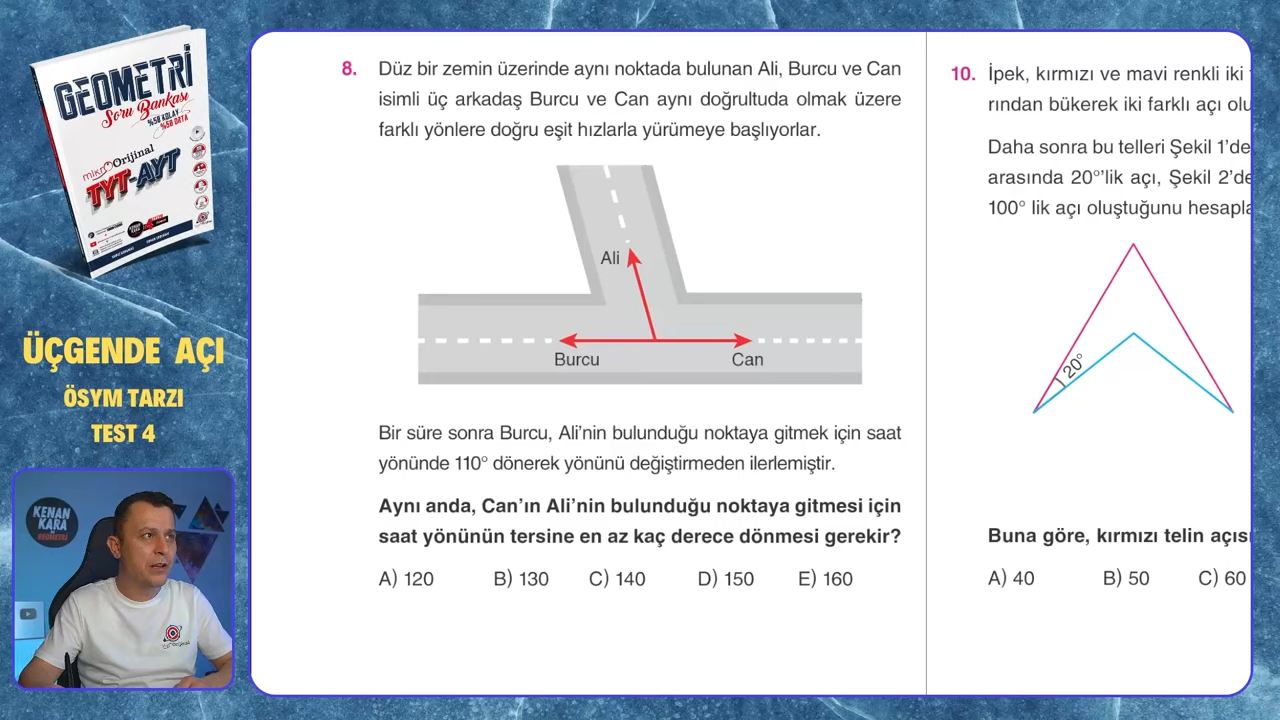 GEOMETRİ
Soru Bankası
%50 KOLAY
%50 ORTA
mikro Orijinal
TYT-AYT
ÜÇGENDE AÇI
ÖSYM TARZI
TEST 4
KENAN
KARA
GEOMETRİ
8. Düz bir zemin üzerinde aynı noktada bulunan Ali, Burcu ve Can
isimli üç arkadaş Burcu ve Can aynı doğrultuda olmak üzere
farklı yönlere doğru eşit hızlarla yürümeye başlıyorlar.
Ali
Burcu
Can
Bir süre sonra Burcu, Ali'nin bulunduğu noktaya gitmek için saat
yönünde 110° dönerek yönünü değiştirmeden ilerlemiştir.
Aynı anda, Can'ın Ali'nin bulunduğu noktaya gitmesi için
saat yönünün tersine en az kaç derece dönmesi gerekir?
A) 120 B) 130 C) 140 D) 150 E) 160
10. İpek, kırmızı ve mavi renkli iki
rından bükerek iki farklı açı olu
Daha sonra bu telleri Şekil 1'de
arasında 20°'lik açı, Şekil 2'de
100° lik açı oluştuğunu hesapla
20°
Buna göre, kırmızı telin açısı
A) 40 B) 50 C) 60